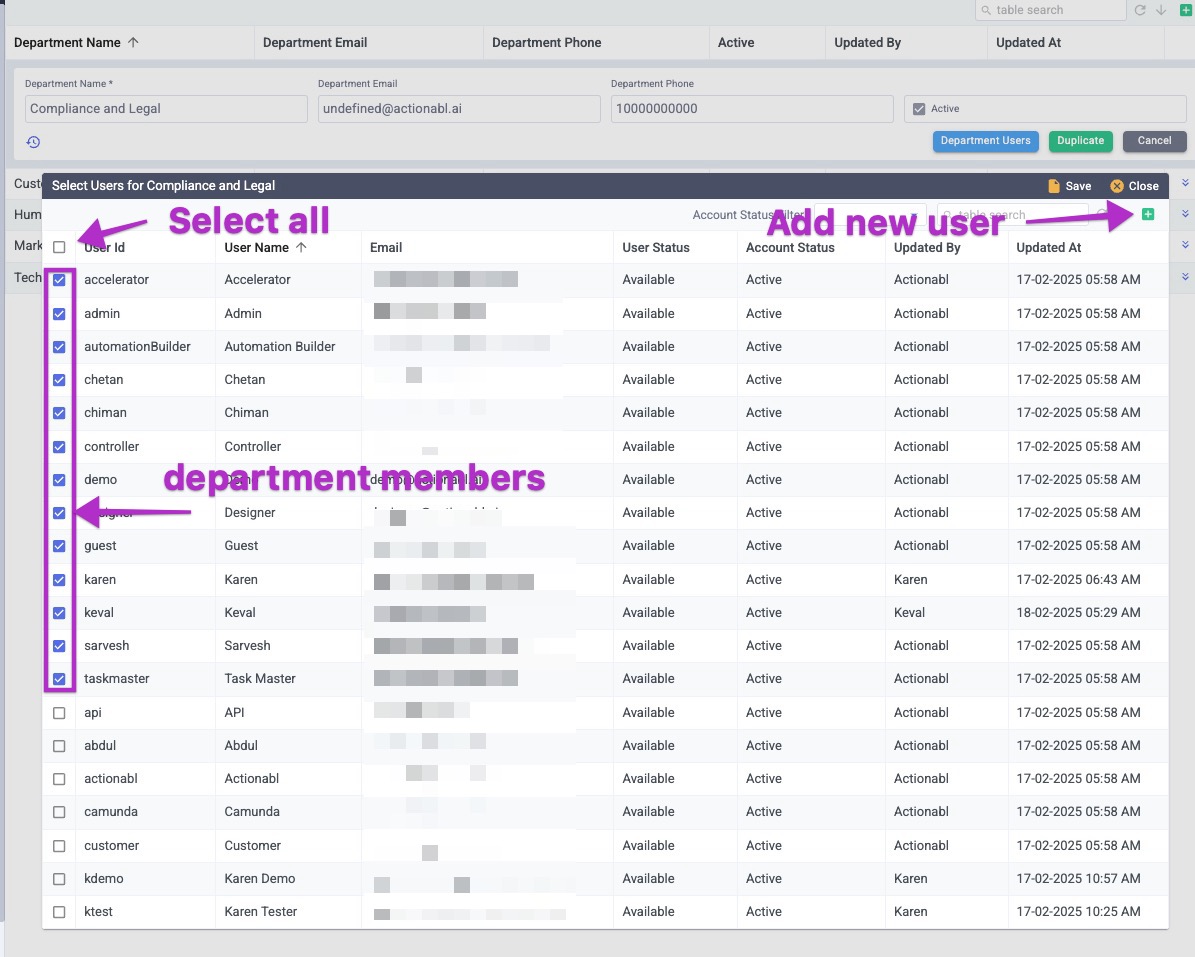 table search
Department Name Department Email Department Phone Active Updated By Updated At
Department Name * Department Email Department Phone
Compliance and Legal undefined@actionabl.ai 10000000000 Active
Department Users Duplicate Cancel
Select Users for Compliance and Legal Save Close
Select all Account Status Filter table search Add new user
User Id User Name Email User Status Account Status Updated By Updated At
accelerator Accelerator Available Active Actionabl 17-02-2025 05:58 AM
admin Admin Available Active Actionabl 17-02-2025 05:58 AM
automationBuilder Automation Builder Available Active Actionabl 17-02-2025 05:58 AM
chetan Chetan Available Active Actionabl 17-02-2025 05:58 AM
chiman Chiman Available Active Actionabl 17-02-2025 05:58 AM
controller Controller Available Active Actionabl 17-02-2025 05:58 AM
demo Available Active Actionabl 17-02-2025 05:58 AM
department members
Designer Available Active Actionabl 17-02-2025 05:58 AM
guest Guest Available Active Actionabl 17-02-2025 05:58 AM
karen Karen Available Active Karen 17-02-2025 06:43 AM
keval Keval Available Active Keval 18-02-2025 05:29 AM
sarvesh Sarvesh Available Active Actionabl 17-02-2025 05:58 AM
taskmaster Task Master Available Active Actionabl 17-02-2025 05:58 AM
api API Available Active Actionabl 17-02-2025 05:58 AM
abdul Abdul Available Active Actionabl 17-02-2025 05:58 AM
actionabl Actionabl Available Active Actionabl 17-02-2025 05:58 AM
camunda Camunda Available Active Actionabl 17-02-2025 05:58 AM
customer Customer Available Active Actionabl 17-02-2025 05:58 AM
kdemo Karen Demo Available Active Karen 17-02-2025 10:57 AM
ktest Karen Tester Available Active Karen 17-02-2025 10:25 AM